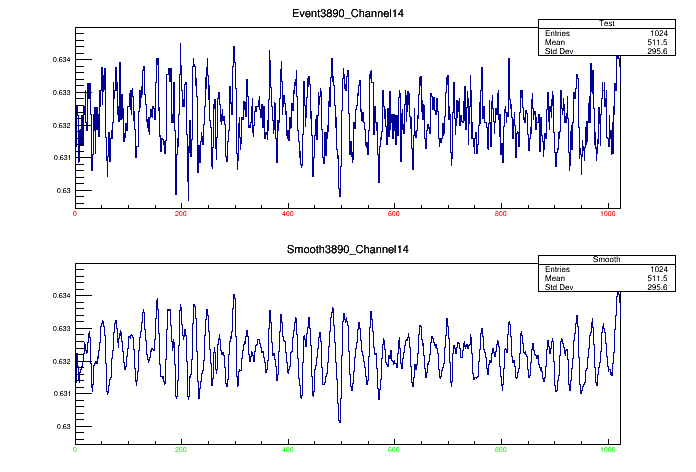 Event3890_Channel14
Test
Entries 1024
Mean 511.5
Std Dev 295.6
0.634
0.633
0.632
0.631
0.63
0 200 400 600 800 1000
Smooth3890_Channel14
Smooth
Entries 1024
Mean 511.5
Std Dev 295.6
0.634
0.633
0.632
0.631
0.63
0 200 400 600 800 1000